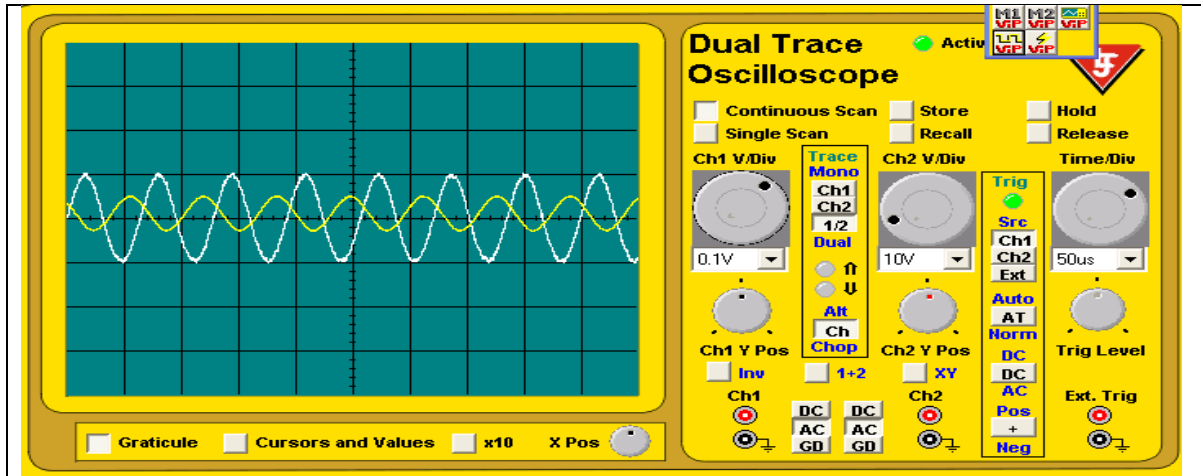 M1 M2
ViP ViP ViP
ViP ViP
Dual Trace
Oscilloscope
Activ
Continuous Scan
Store
Hold
Single Scan
Recall
Release
Ch1 V/Div
Trace
Mono
Ch1
Ch2
1/2
Dual
Alt
Ch
Chop
Ch2 V/Div
Trig
Src
Ch1
Ch2
Ext
Auto
AT
Norm
DC
DC
AC
Pos
+
Neg
Time/Div
0.1V
10V
50us
Ch1 Y Pos
Ch2 Y Pos
Trig Level
Inv
1+2
XY
Ch1
DC DC
AC AC
GD GD
Ch2
Ext. Trig
Graticule
Cursors and Values
x10
X Pos